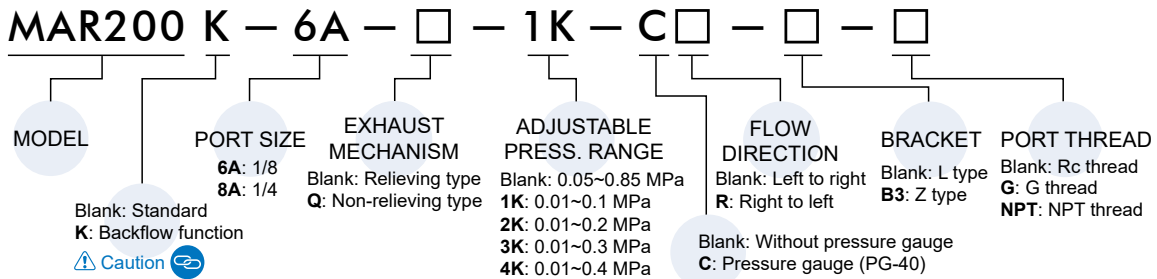 MAR200 K — 6A — □ — 1K — C □ — □ — □
MODEL
Blank: Standard
K: Backflow function
Caution
PORT SIZE
6A: 1/8
8A: 1/4
EXHAUST
MECHANISM
Blank: Relieving type
Q: Non-relieving type
ADJUSTABLE
PRESS. RANGE
Blank: 0.05~0.85 MPa
1K: 0.01~0.1 MPa
2K: 0.01~0.2 MPa
3K: 0.01~0.3 MPa
4K: 0.01~0.4 MPa
Blank: Without pressure gauge
C: Pressure gauge (PG-40)
FLOW
DIRECTION
Blank: Left to right
R: Right to left
BRACKET
Blank: L type
B3: Z type
PORT THREAD
Blank: Rc thread
G: G thread
NPT: NPT thread